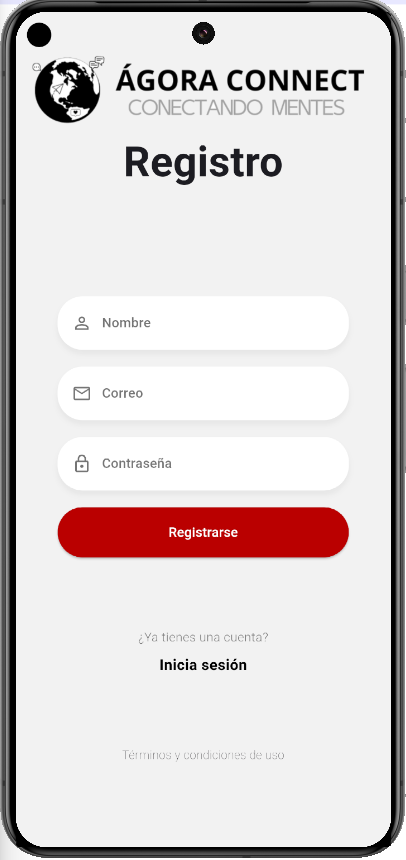 ÁGORA CONNECT
CONECTANDO MENTES
Registro
Nombre
Correo
Contraseña
Registrarse
¿Ya tienes una cuenta?
Inicia sesión
Términos y condiciones de uso